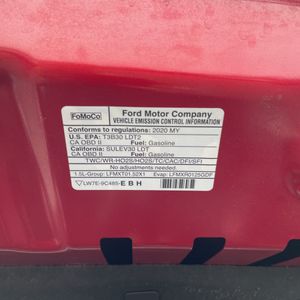 FoMoCo
Ford Motor Company
VEHICLE EMISSION CONTROL INFORMATION
Conforms to regulations: 2020 MY
U.S. EPA: T3B30 LDT2
CA OBD II Fuel: Gasoline
California: SULEV30 LDT
CA OBD II Fuel: Gasoline
TWC/WR-HO2S/HO2S/TC/CAC/DFI/SFI
No adjustments needed.
1.5L-Group: LFMXT01.52X1 Evap: LFMXR0125GDF
LW7E-9C485-EBH